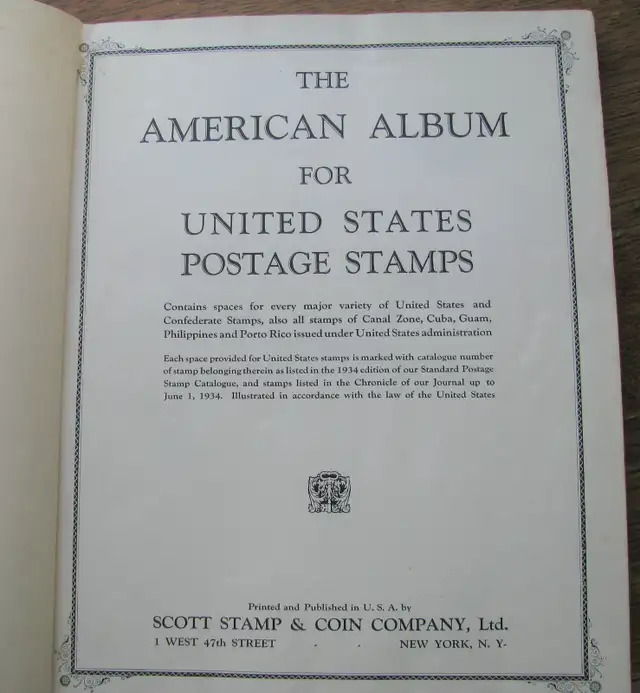 THE
AMERICAN ALBUM
FOR
UNITED STATES
POSTAGE STAMPS
Contains spaces for every major variety of United States and
Confederate Stamps, also all stamps of Canal Zone, Cuba, Guam,
Philippines and Porto Rico issued under United States administration
Each space provided for United States stamps is marked with catalogue number
of stamp belonging therein as listed in the 1934 edition of our Standard Postage
Stamp Catalogue, and stamps listed in the Chronicle of our Journal up to
June 1, 1934. Illustrated in accordance with the law of the United States
Printed and Published in U. S. A. by
SCOTT STAMP & COIN COMPANY, Ltd.
1 WEST 47th STREET . . NEW YORK, N. Y-